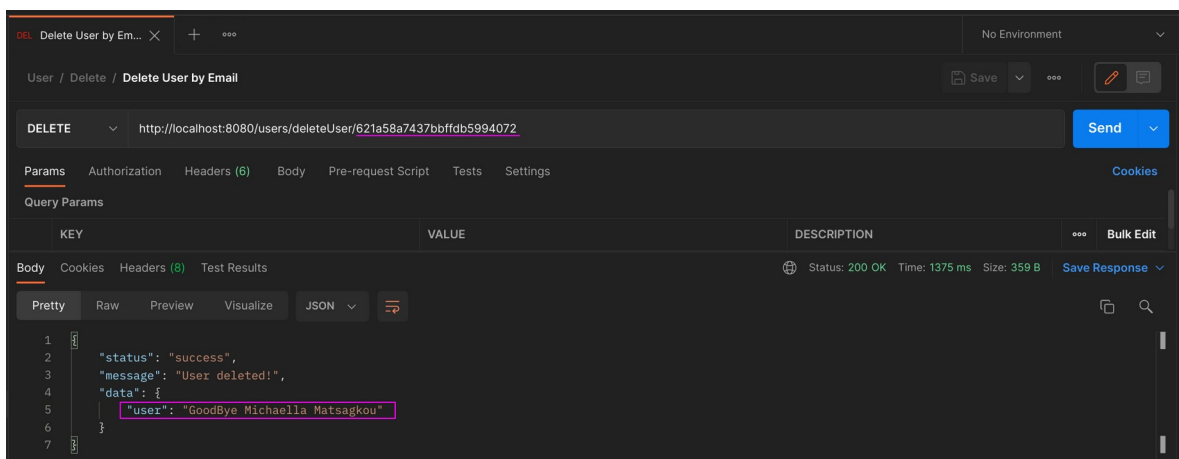 DEL Delete User by Em...
No Environment
User / Delete / Delete User by Email
Save
DELETE http://localhost:8080/users/deleteUser/621a58a7437bbffdb5994072
Send
Params Authorization Headers (6) Body Pre-request Script Tests Settings
Cookies
Query Params
KEY VALUE DESCRIPTION Bulk Edit
Body Cookies Headers (8) Test Results
Status: 200 OK Time: 1375 ms Size: 359 B Save Response
Pretty Raw Preview Visualize JSON
1 {
2 "status": "success",
3 "message": "User deleted!",
4 "data": {
5 "user": "GoodBye Michaella Matsagkou"
6 }
7 }